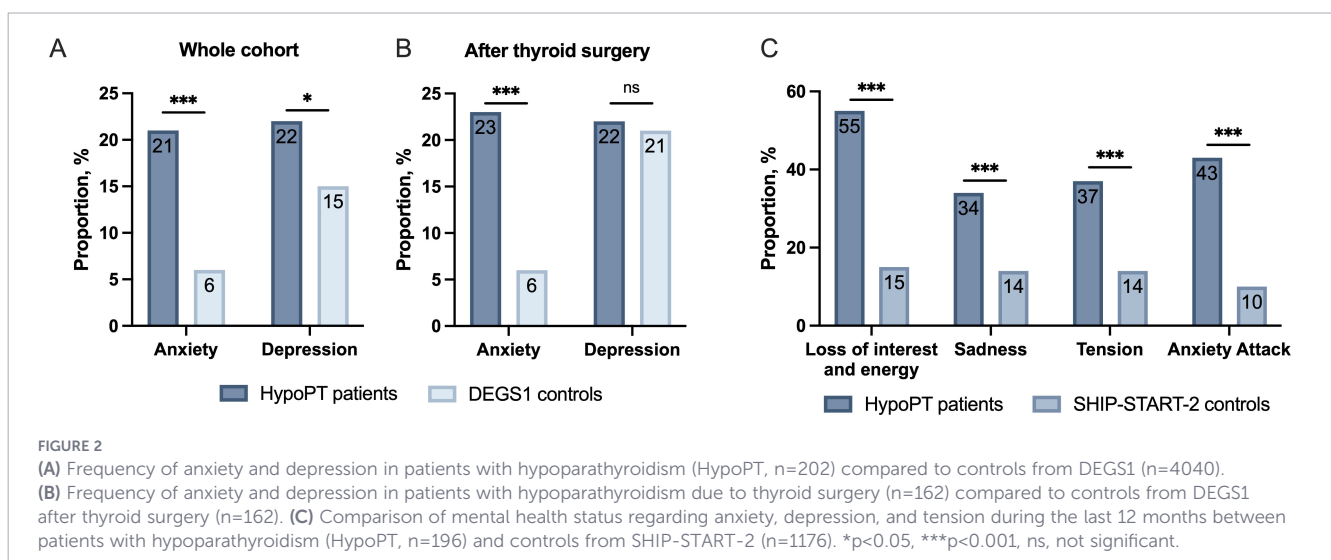 A
Whole cohort
Proportion, %
25
20
15
10
5
0
***
*
21
6
22
15
Anxiety
Depression
B
After thyroid surgery
Proportion, %
25
20
15
10
5
0
***
ns
23
6
22
21
Anxiety
Depression
HypoPT patients
DEGS1 controls
C
Proportion, %
60
40
20
0
***
***
***
***
55
15
34
14
37
14
43
10
Loss of interest
and energy
Sadness
Tension
Anxiety Attack
HypoPT patients
SHIP-START-2 controls
FIGURE 2
(A) Frequency of anxiety and depression in patients with hypoparathyroidism (HypoPT, n=202) compared to controls from DEGS1 (n=4040).
(B) Frequency of anxiety and depression in patients with hypoparathyroidism due to thyroid surgery (n=162) compared to controls from DEGS1
after thyroid surgery (n=162). (C) Comparison of mental health status regarding anxiety, depression, and tension during the last 12 months between
patients with hypoparathyroidism (HypoPT, n=196) and controls from SHIP-START-2 (n=1176). *p<0.05, ***p<0.001, ns, not significant.